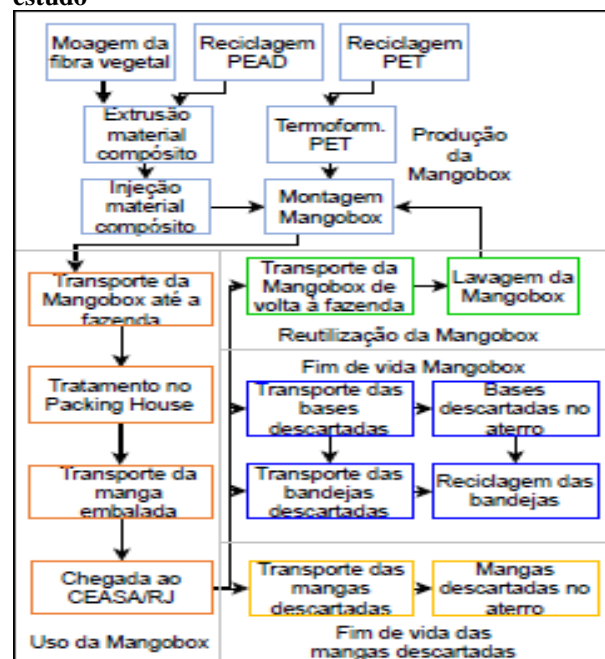 estudo
Moagem da
fibra vegetal
Reciclagem
PEAD
Reciclagem
PET
Extrusão
material
compósito
Termoform.
PET
Produção
da
Mangobox
Injeção
material
compósito
Montagem
Mangobox
Transporte da
Mangobox até a
fazenda
Transporte da
Mangobox de
volta à fazenda
Lavagem da
Mangobox
Reutilização da Mangobox
Fim de vida Mangobox
Tratamento no
Packing House
Transporte das
bases
descartadas
Bases
descartadas no
aterro
Transporte da
manga
embalada
Transporte das
bandejas
descartadas
Reciclagem das
bandejas
Chegada ao
CEASA/RJ
Transporte das
mangas
descartadas
Mangas
descartadas no
aterro
Uso da Mangobox
Fim de vida das
mangas descartadas